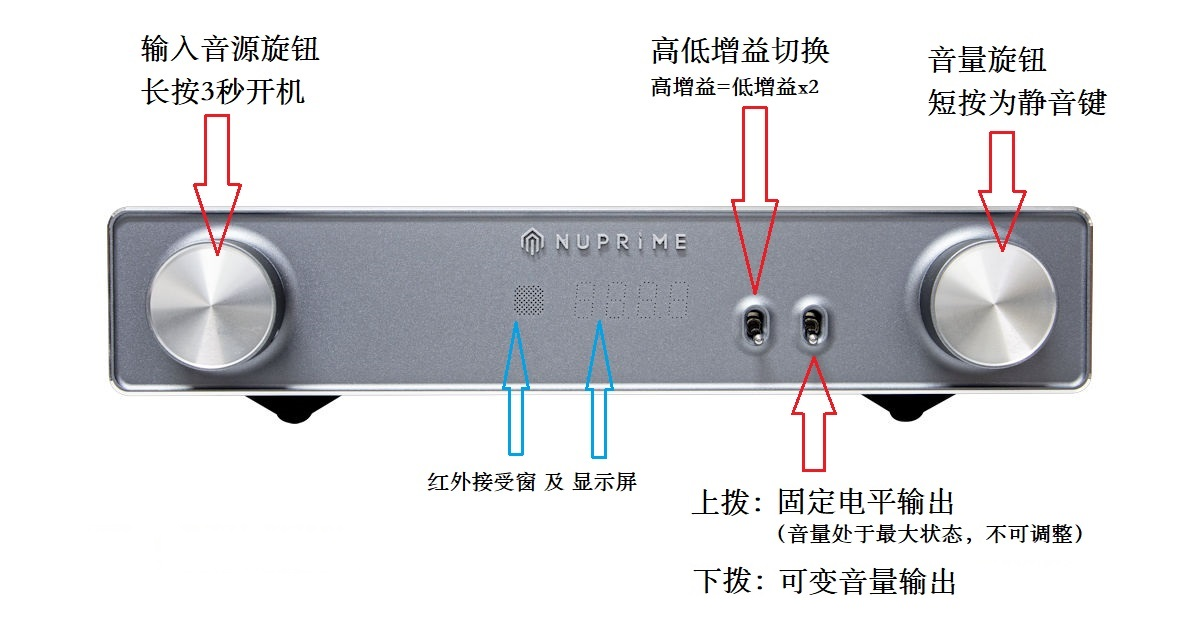 输入音源旋钮
长按3秒开机
高低增益切换
高增益=低增益x2
音量旋钮
短按为静音键
NUPRiME
红外接受窗 及 显示屏
上拨：固定电平输出
（音量处于最大状态，不可调整）
下拨：可变音量输出